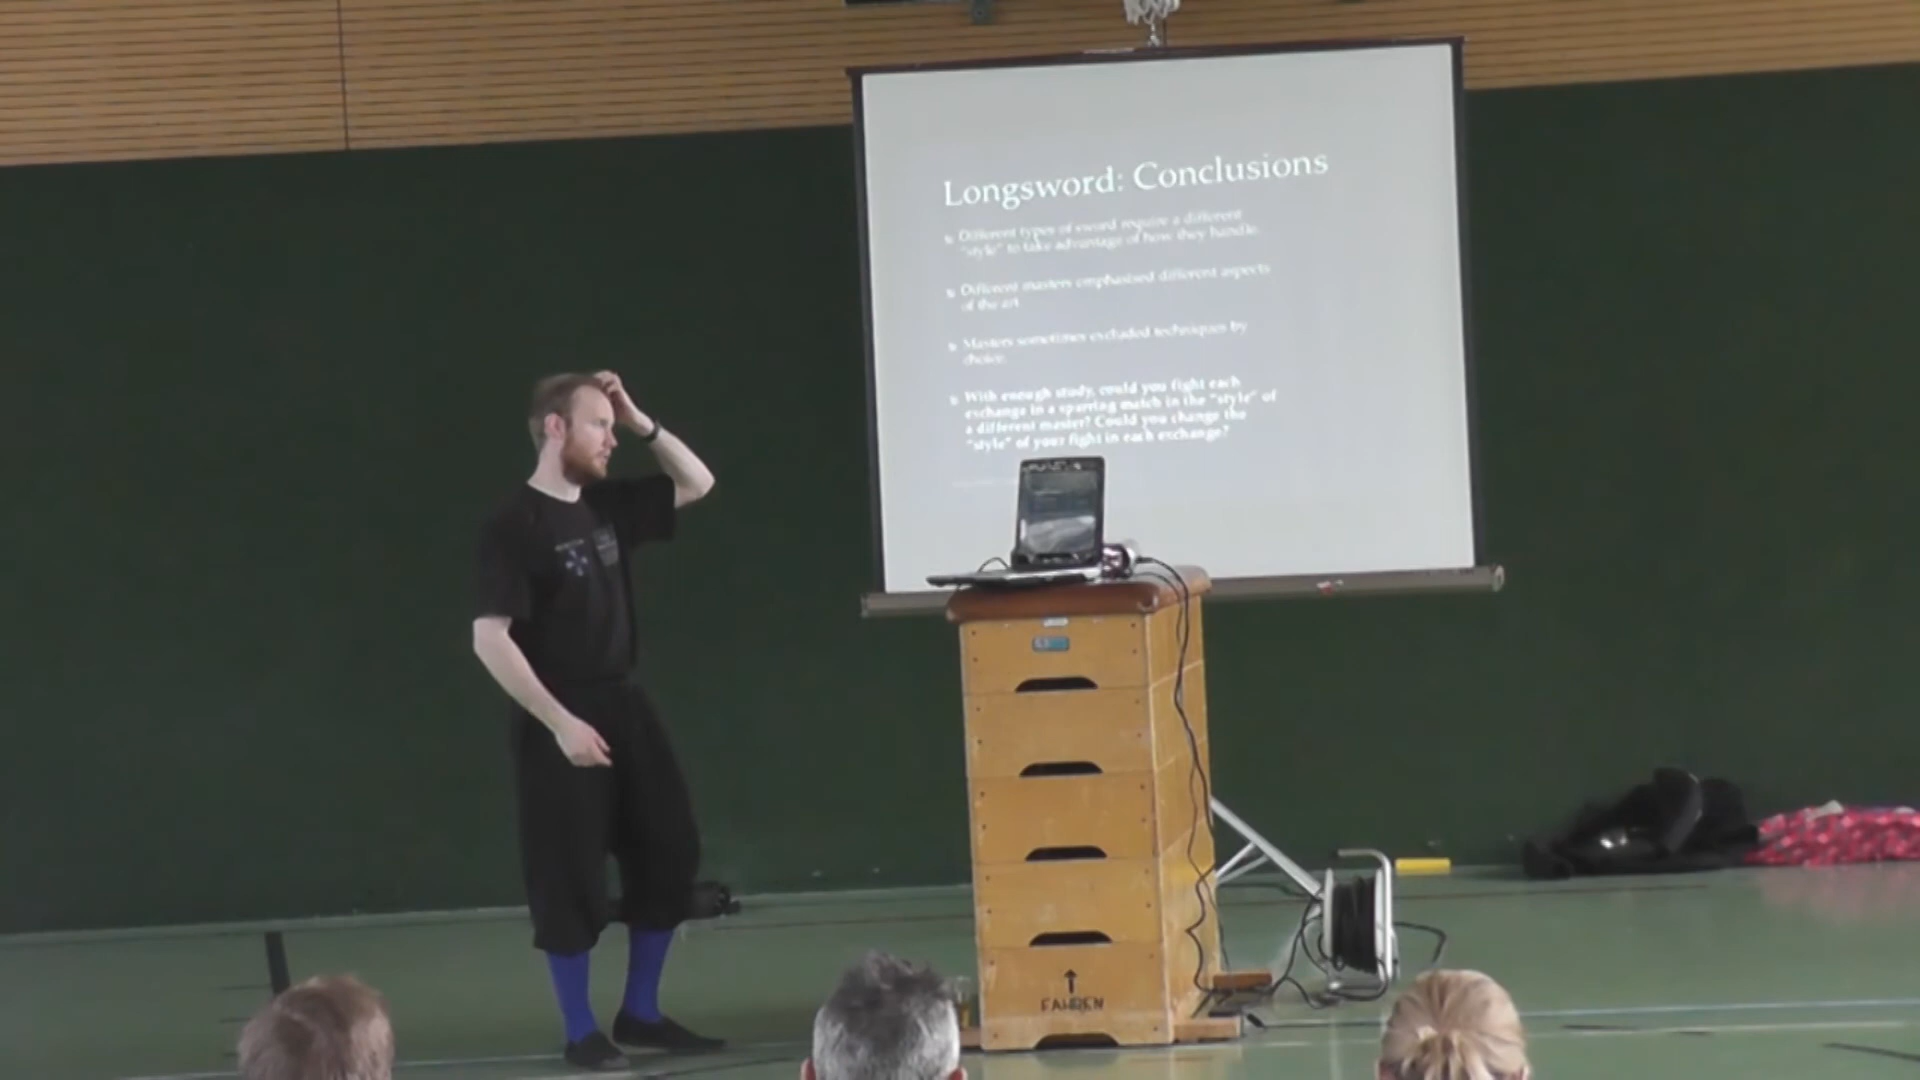 Longsword: Conclusions
Different types of sword require a different
"style" to take advantage of how they handle.
Different masters emphasised different aspects
of the art
Masters sometimes excluded techniques by
choice.
With enough study, could you fight each
exchange in a sparring match in the "style" of
a different master? Could you change the
"style" of your fight in each exchange?
FAHREN